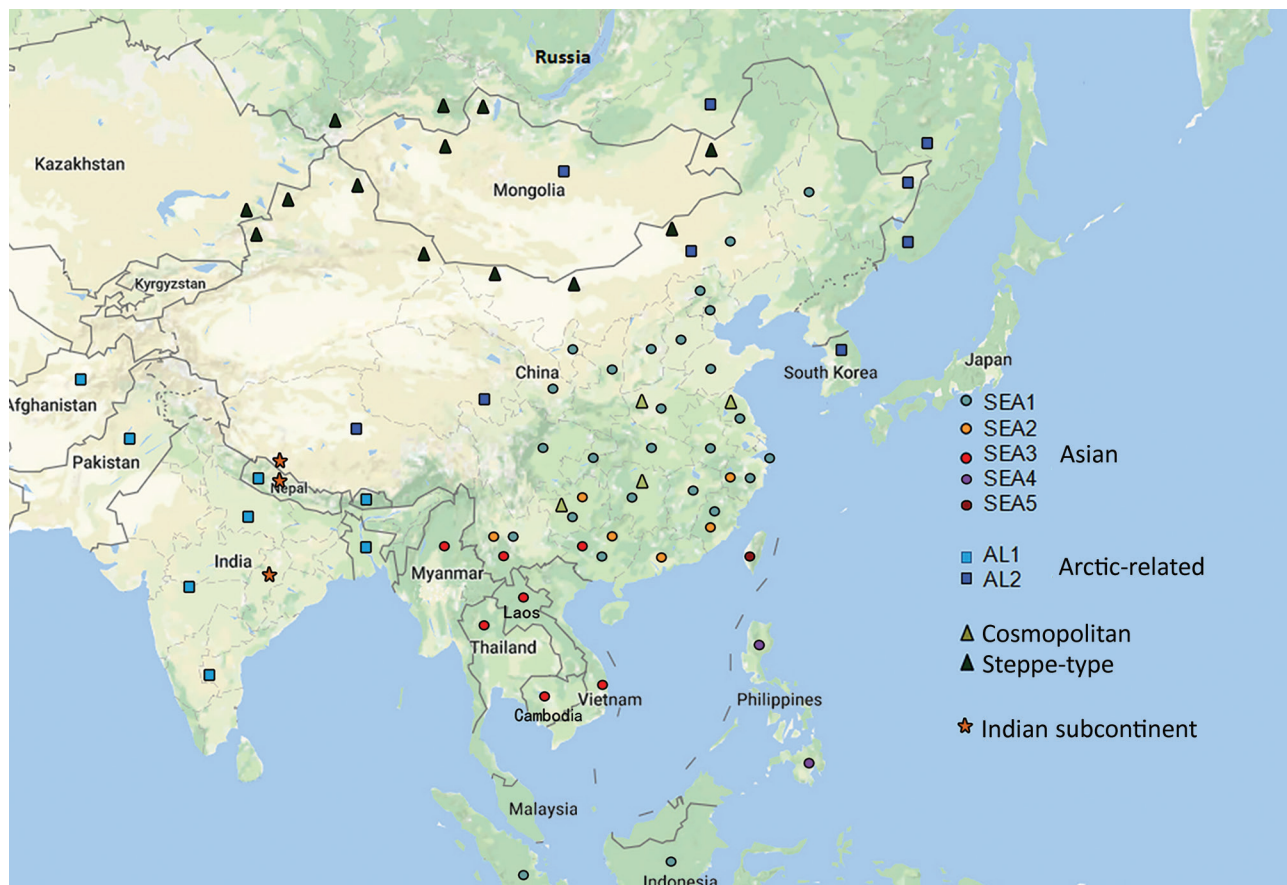 Russia
Kazakhstan
Mongolia
Kyrgyzstan
China
South Korea
Japan
Afghanistan
Pakistan
Nepal
India
Myanmar
Laos
Thailand
Vietnam
Cambodia
Philippines
Malaysia
Indonesia
SEA1
SEA2
SEA3
SEA4
SEA5
Asian
AL1
AL2
Arctic-related
Cosmopolitan
Steppe-type
Indian subcontinent